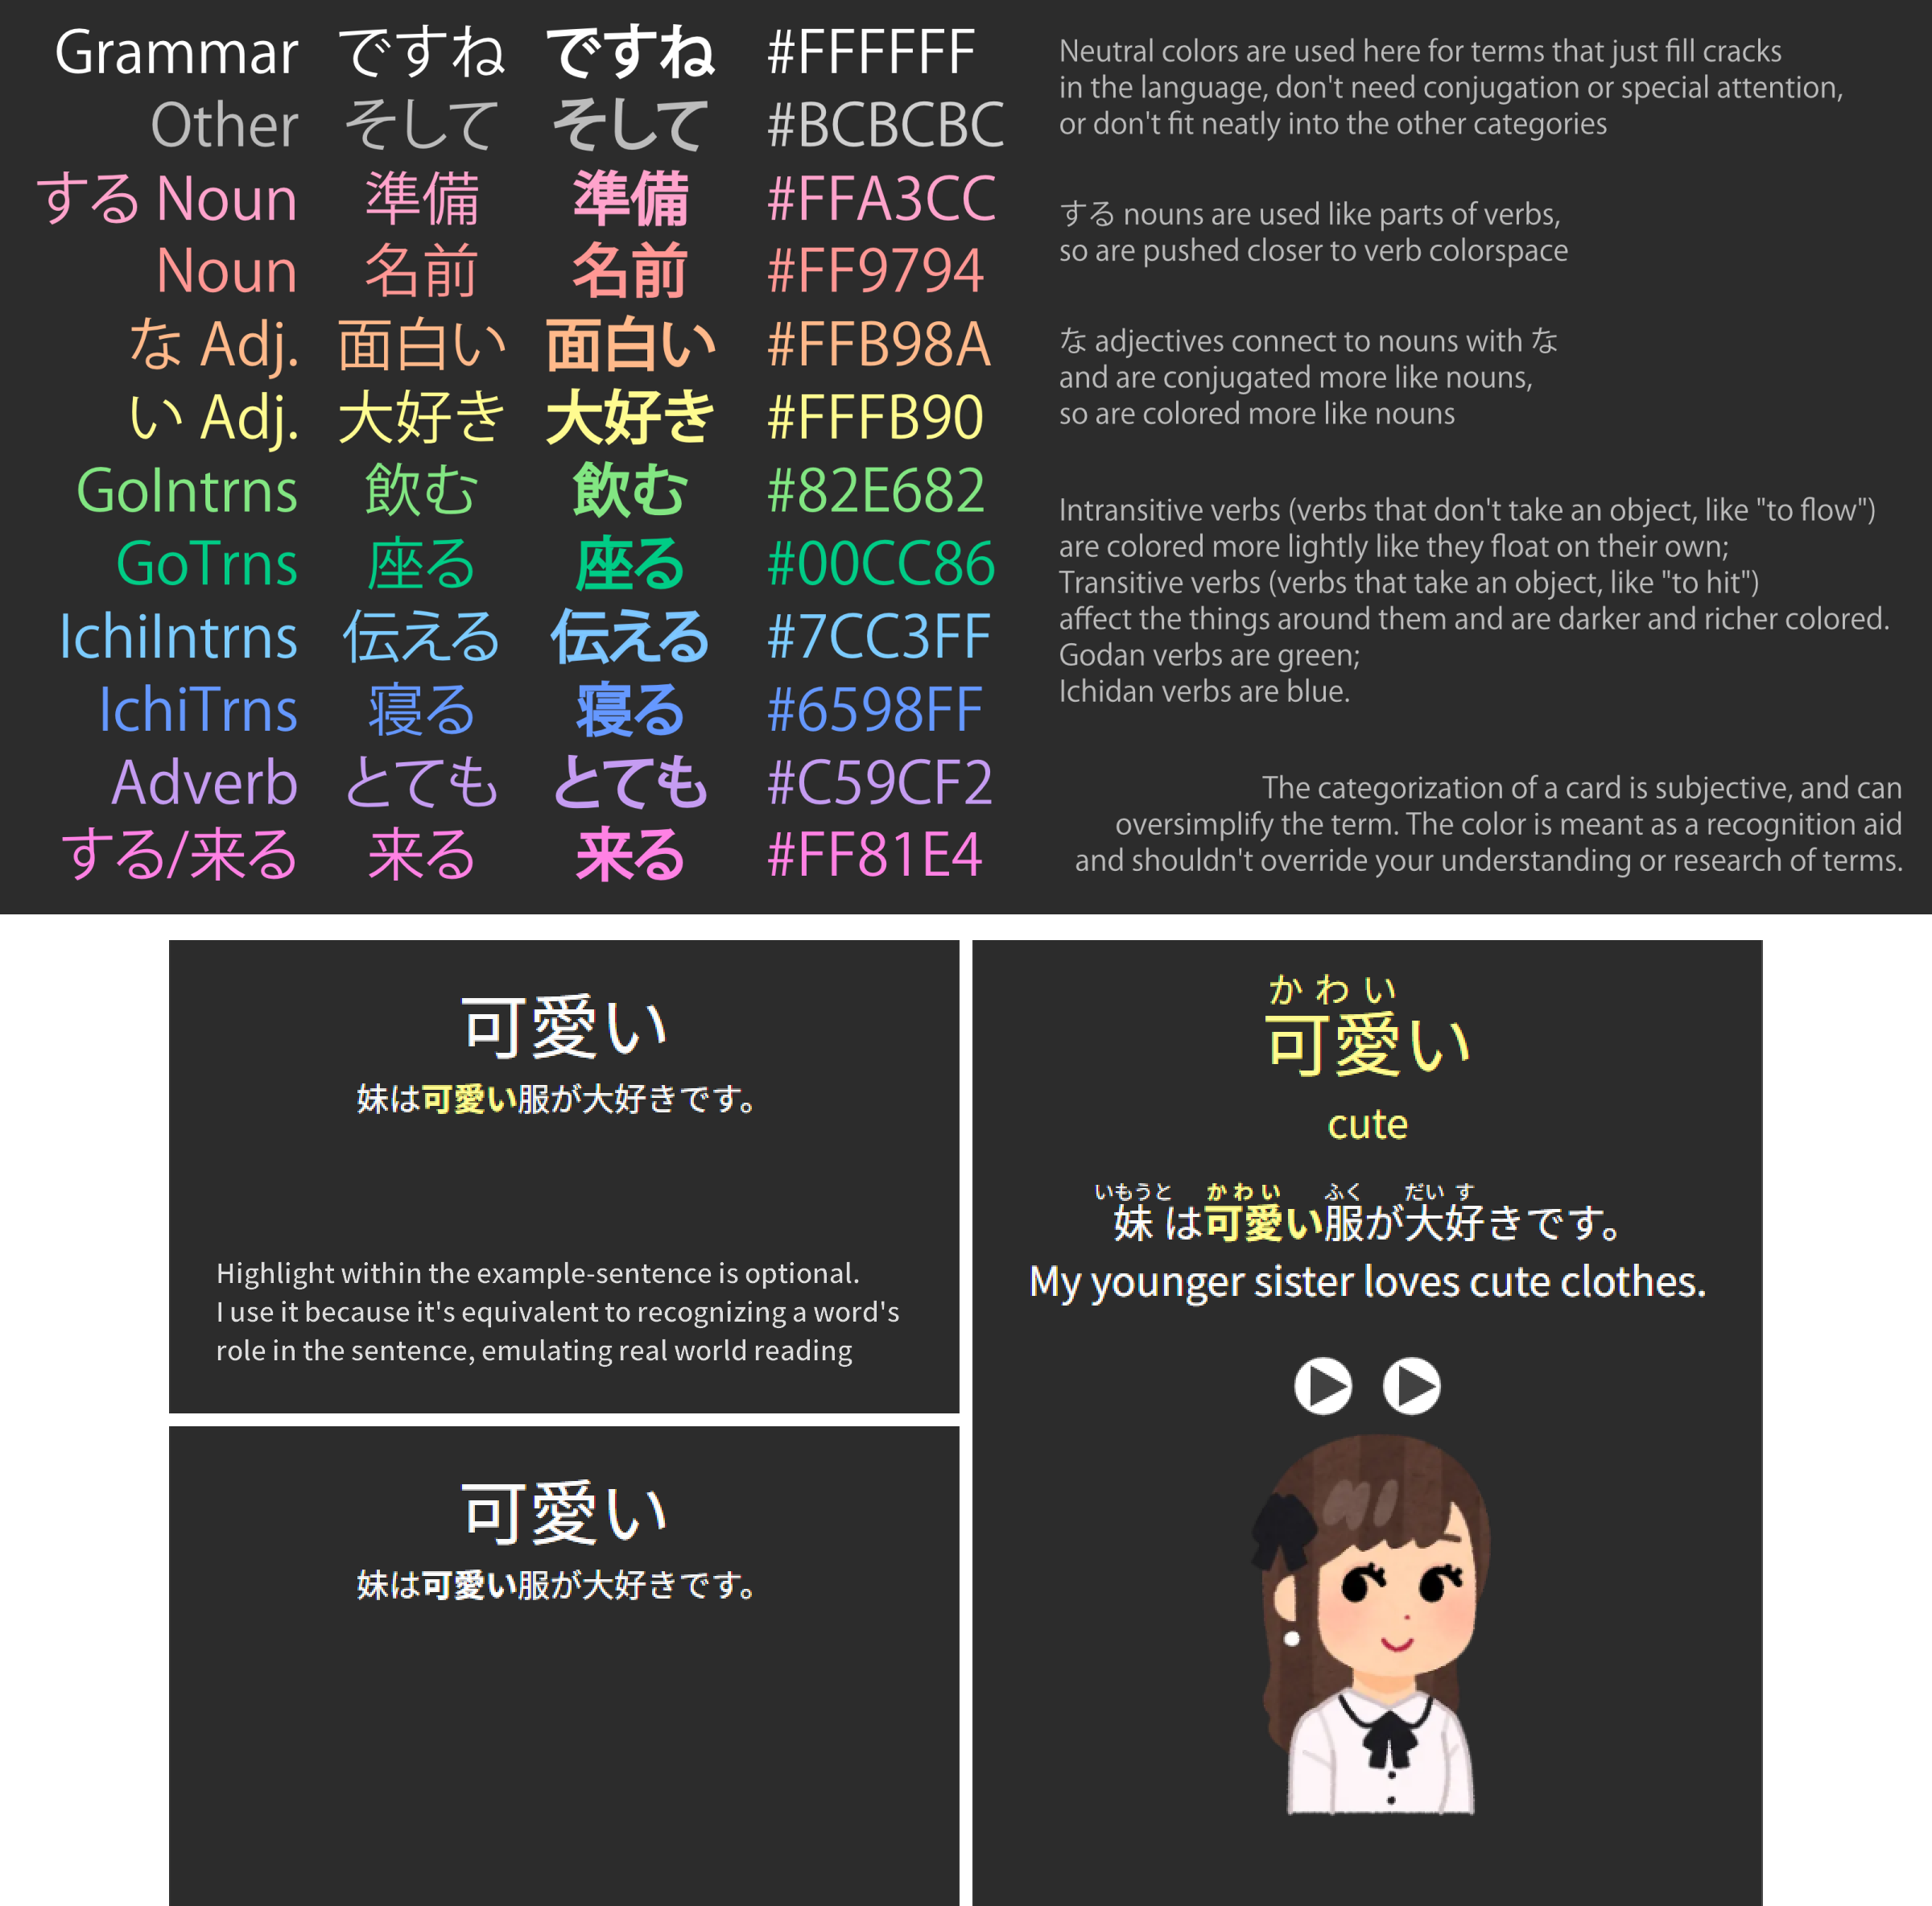 Grammar ですね ですね #FFFFFF
Other そして そして #BCBCBC
する Noun 準備 準備 #FFA3CC
Noun 名前 名前 #FF9794
な Adj. 面白い 面白い #FFB98A
い Adj. 大好き 大好き #FFFB90
GoIntrns 飲む 飲む #82E682
GoTrns 座る 座る #00CC86
IchiIntrns 伝える 伝える #7CC3FF
IchiTrns 寝る 寝る #6598FF
Adverb とても とても #C59CF2
する/来る 来る 来る #FF81E4
Neutral colors are used here for terms that just fill cracks
in the language, don't need conjugation or special attention,
or don't fit neatly into the other categories
する nouns are used like parts of verbs,
so are pushed closer to verb colorspace
な adjectives connect to nouns with な
and are conjugated more like nouns,
so are colored more like nouns
Intransitive verbs (verbs that don't take an object, like "to flow")
are colored more lightly like they float on their own;
Transitive verbs (verbs that take an object, like "to hit")
affect the things around them and are darker and richer colored.
Godan verbs are green;
Ichidan verbs are blue.
The categorization of a card is subjective, and can
oversimplify the term. The color is meant as a recognition aid
and shouldn't override your understanding or research of terms.
可愛い
妹は可愛い服が大好きです。
Highlight within the example-sentence is optional.
I use it because it's equivalent to recognizing a word's
role in the sentence, emulating real world reading
可愛い
妹は可愛い服が大好きです。
かわい
可愛い
cute
いもうと かわい ふく だい す
妹は可愛い服が大好きです。
My younger sister loves cute clothes.